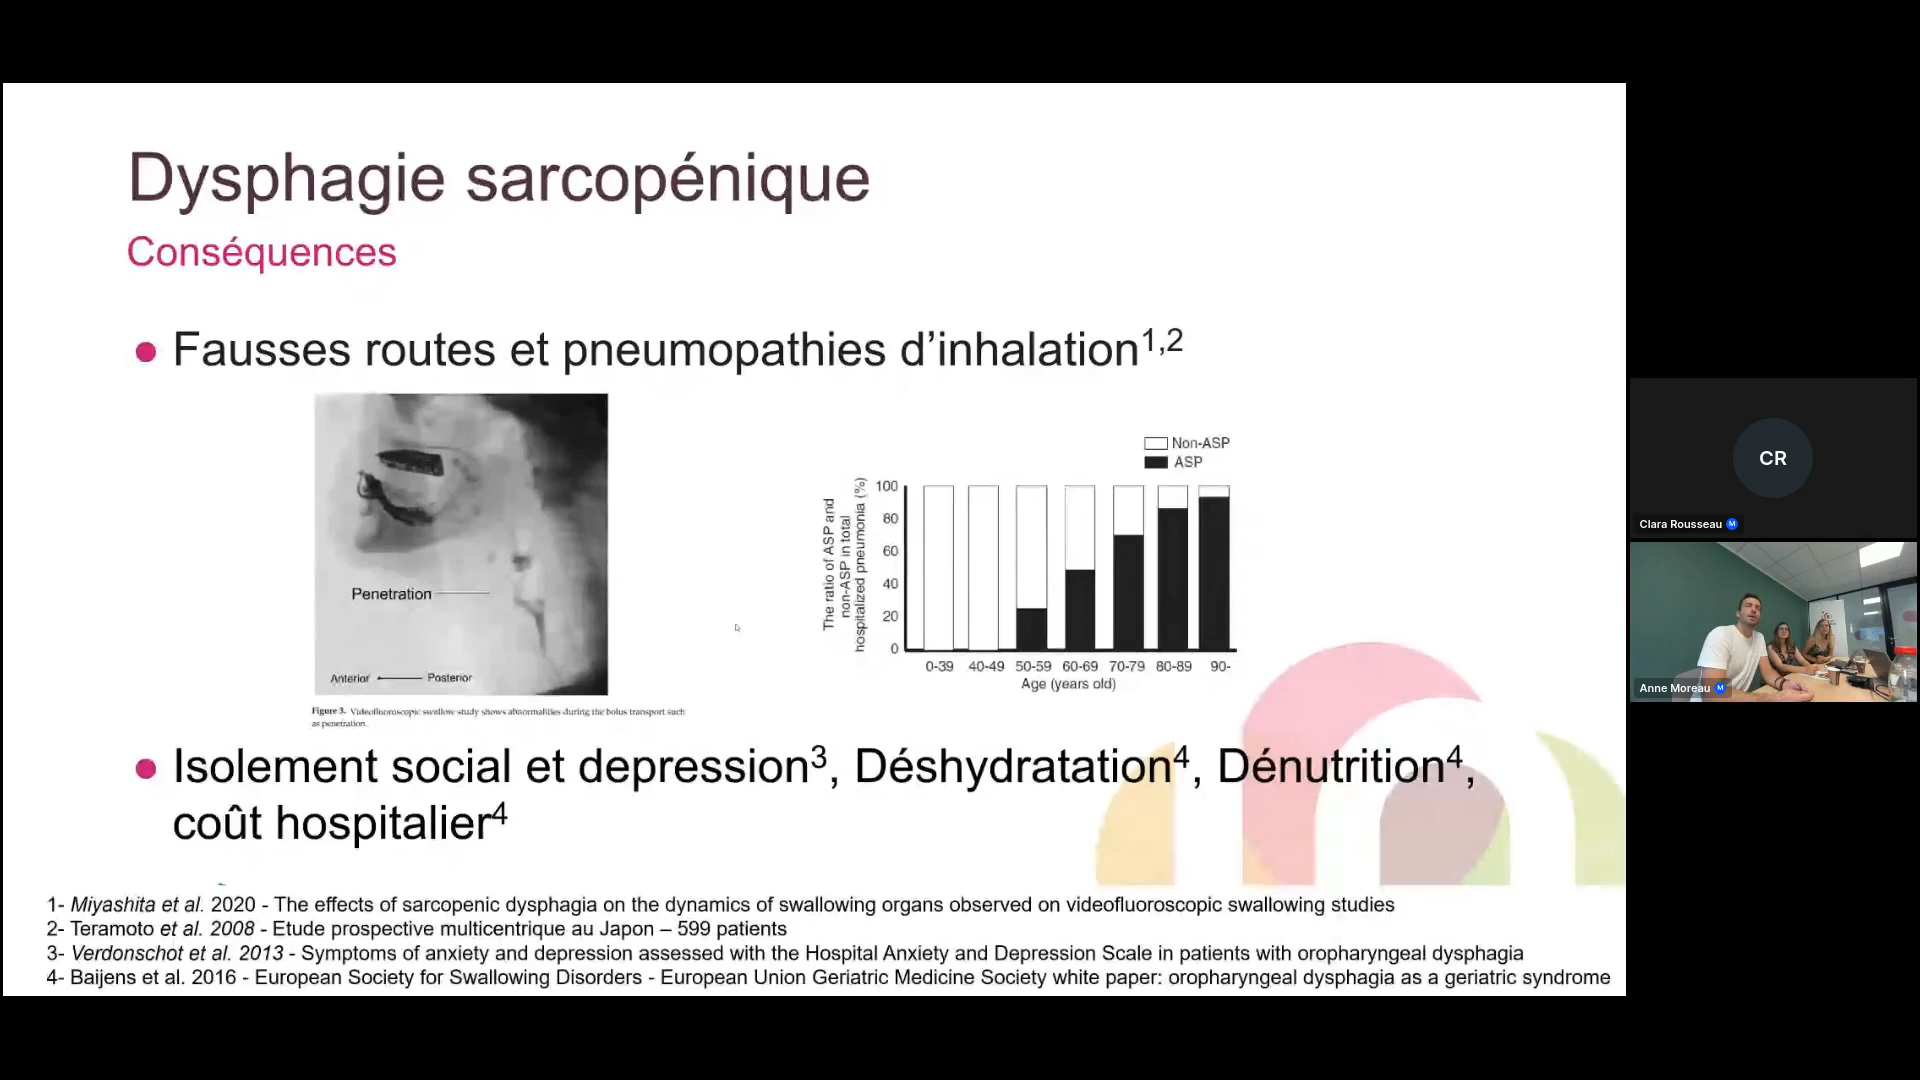 Dysphagie sarcopénique
Conséquences
● Fausses routes et pneumopathies d’inhalation1,2
Penetration
Anterior
Posterior
Figure 3. Videofluoroscopic swallow study shows abnormalities during the bolus transport such
as penetration.
Non-ASP
ASP
The ratio of ASP and
non-ASP in total
hospitalized pneumonia (%)
100
80
60
40
20
0
0-39 40-49 50-59 60-69 70-79 80-89 90-
Age (years old)
● Isolement social et depression3, Déshydratation4, Dénutrition4,
coût hospitalier4
1- Miyashita et al. 2020 - The effects of sarcopenic dysphagia on the dynamics of swallowing organs observed on videofluoroscopic swallowing studies
2- Teramoto et al. 2008 - Etude prospective multicentrique au Japon – 599 patients
3- Verdonschot et al. 2013 - Symptoms of anxiety and depression assessed with the Hospital Anxiety and Depression Scale in patients with oropharyngeal dysphagia
4- Baijens et al. 2016 - European Society for Swallowing Disorders - European Union Geriatric Medicine Society white paper: oropharyngeal dysphagia as a geriatric syndrome
CR
Clara Rousseau M
Anne Moreau M